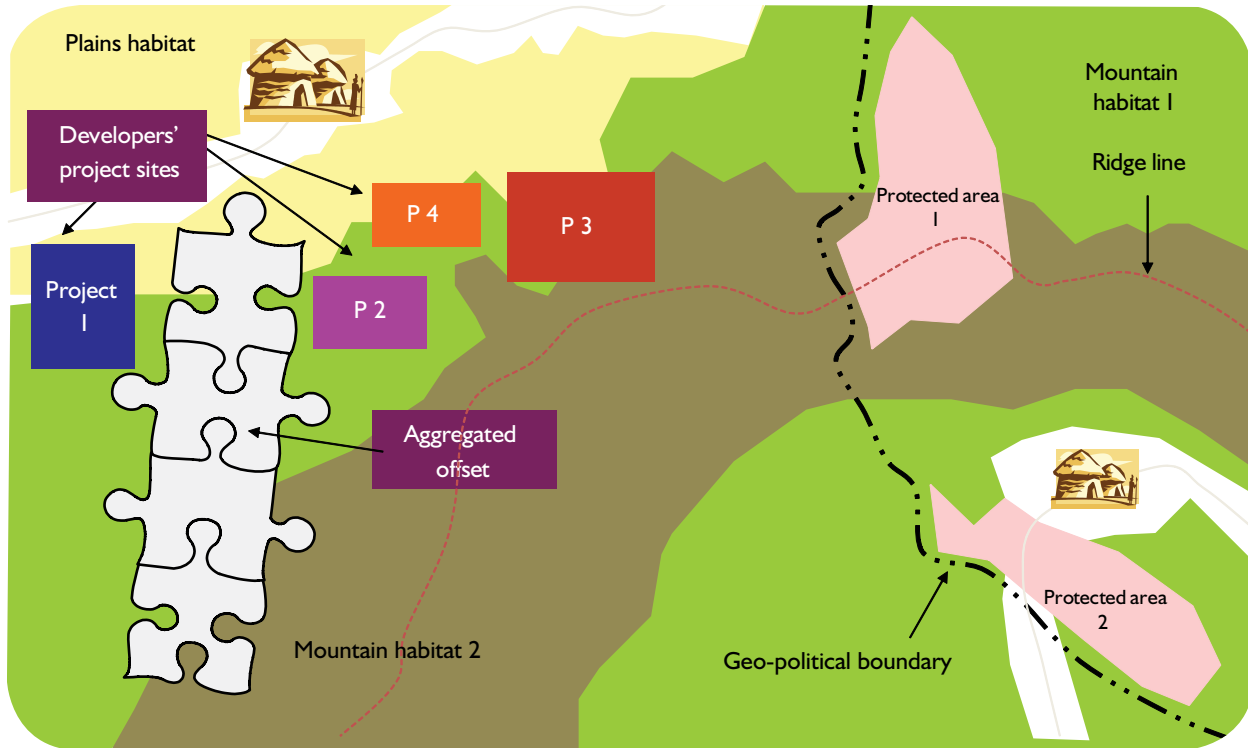 Plains habitat
Developers'
project sites
Mountain
habitat 1
Ridge line
P 4
P 3
Protected area
1
Project
1
P 2
Aggregated
offset
Protected area
2
Mountain habitat 2
Geo-political boundary